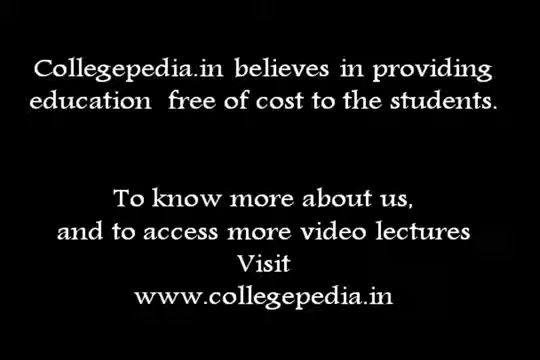 Collegepedia.in believes in providing
education free of cost to the students.
To know more about us,
and to access more video lectures
Visit
www.collegepedia.in